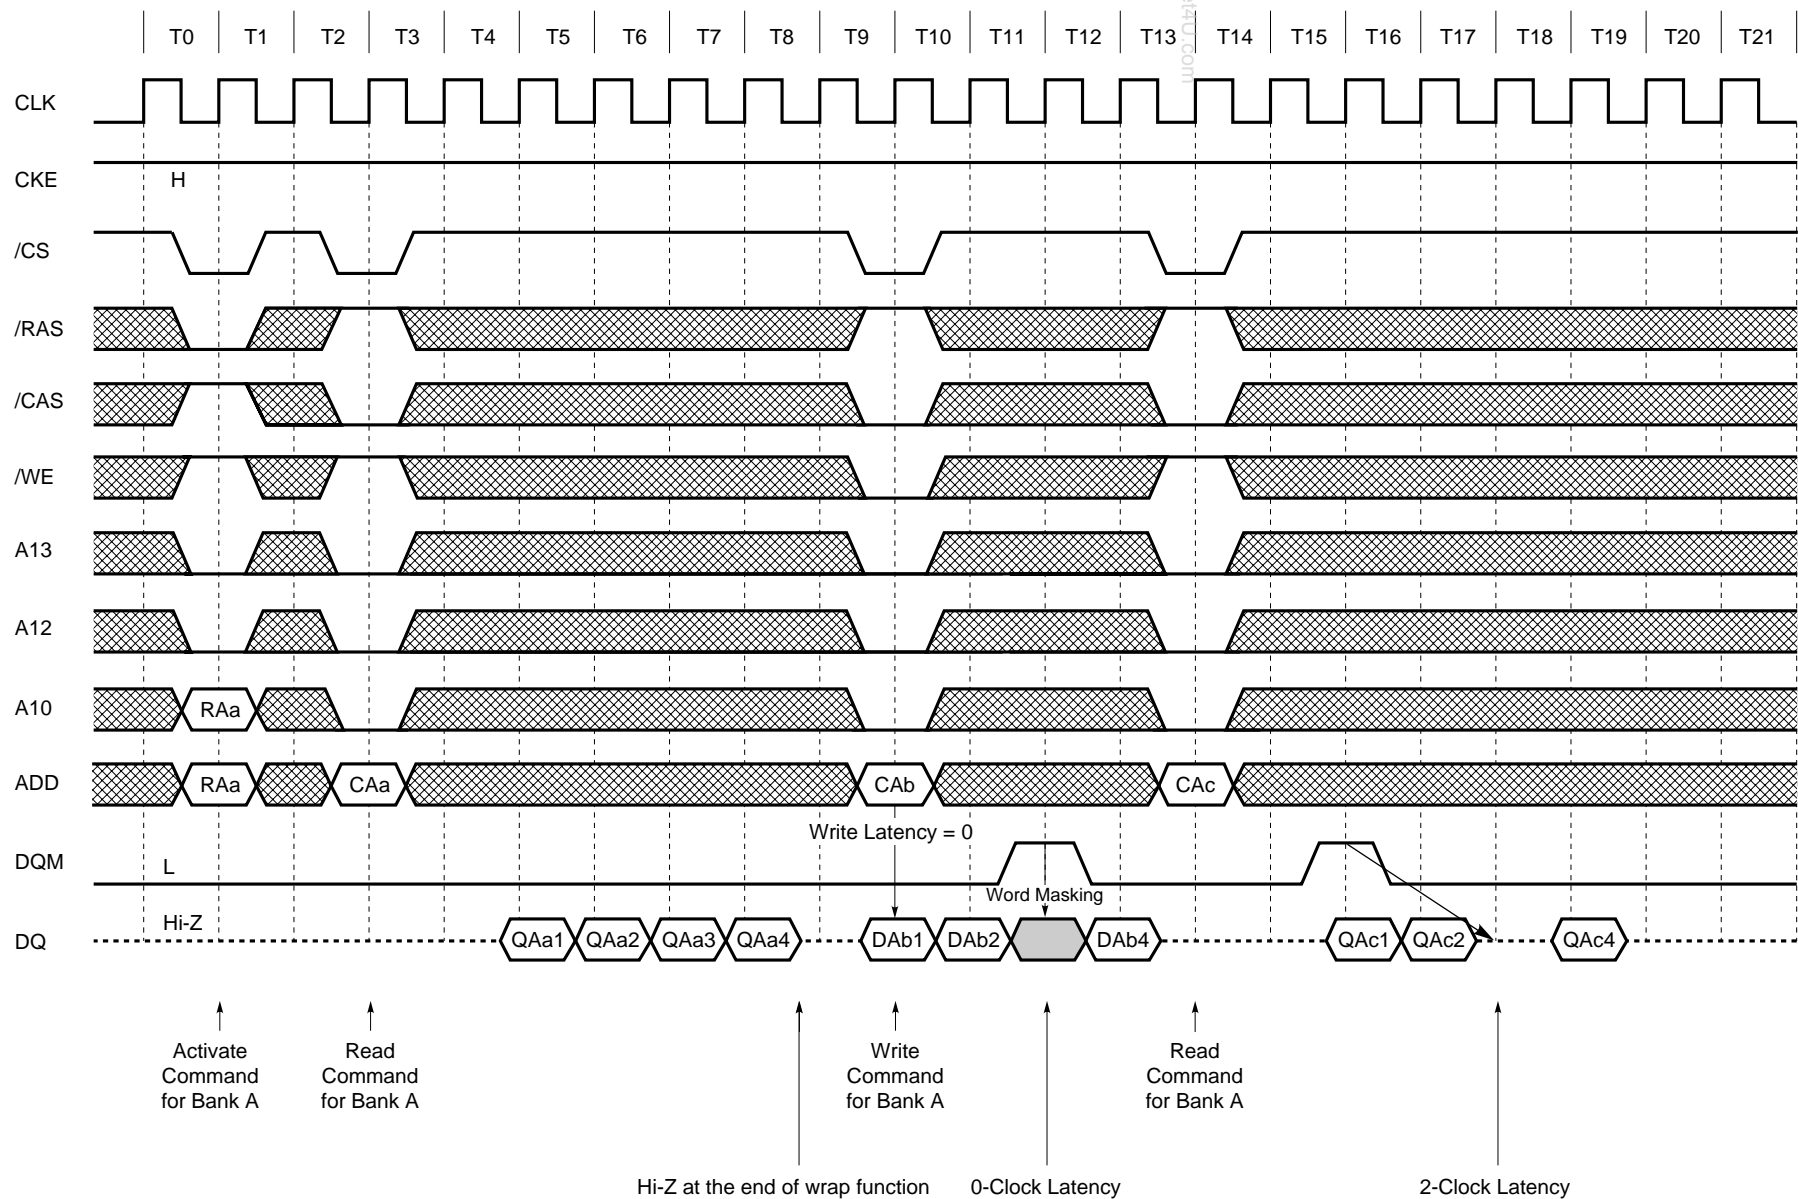 T0 T1 T2 T3 T4 T5 T6 T7 T8 T9 T10 T11 T12 T13 T14 T15 T16 T17 T18 T19 T20 T21
et4U.com
CLK
CKE H
/CS
/RAS
/CAS
/WE
A13
A12
A10 RAa
ADD RAa CAa CAb CAc
Write Latency = 0
DQM L
Word Masking
Hi-Z
DQ QAa1 QAa2 QAa3 QAa4 DAb1 DAb2 DAb4 QAc1 QAc2 QAc4
Activate
Command
for Bank A
Read
Command
for Bank A
Write
Command
for Bank A
Read
Command
for Bank A
Hi-Z at the end of wrap function
0-Clock Latency
2-Clock Latency